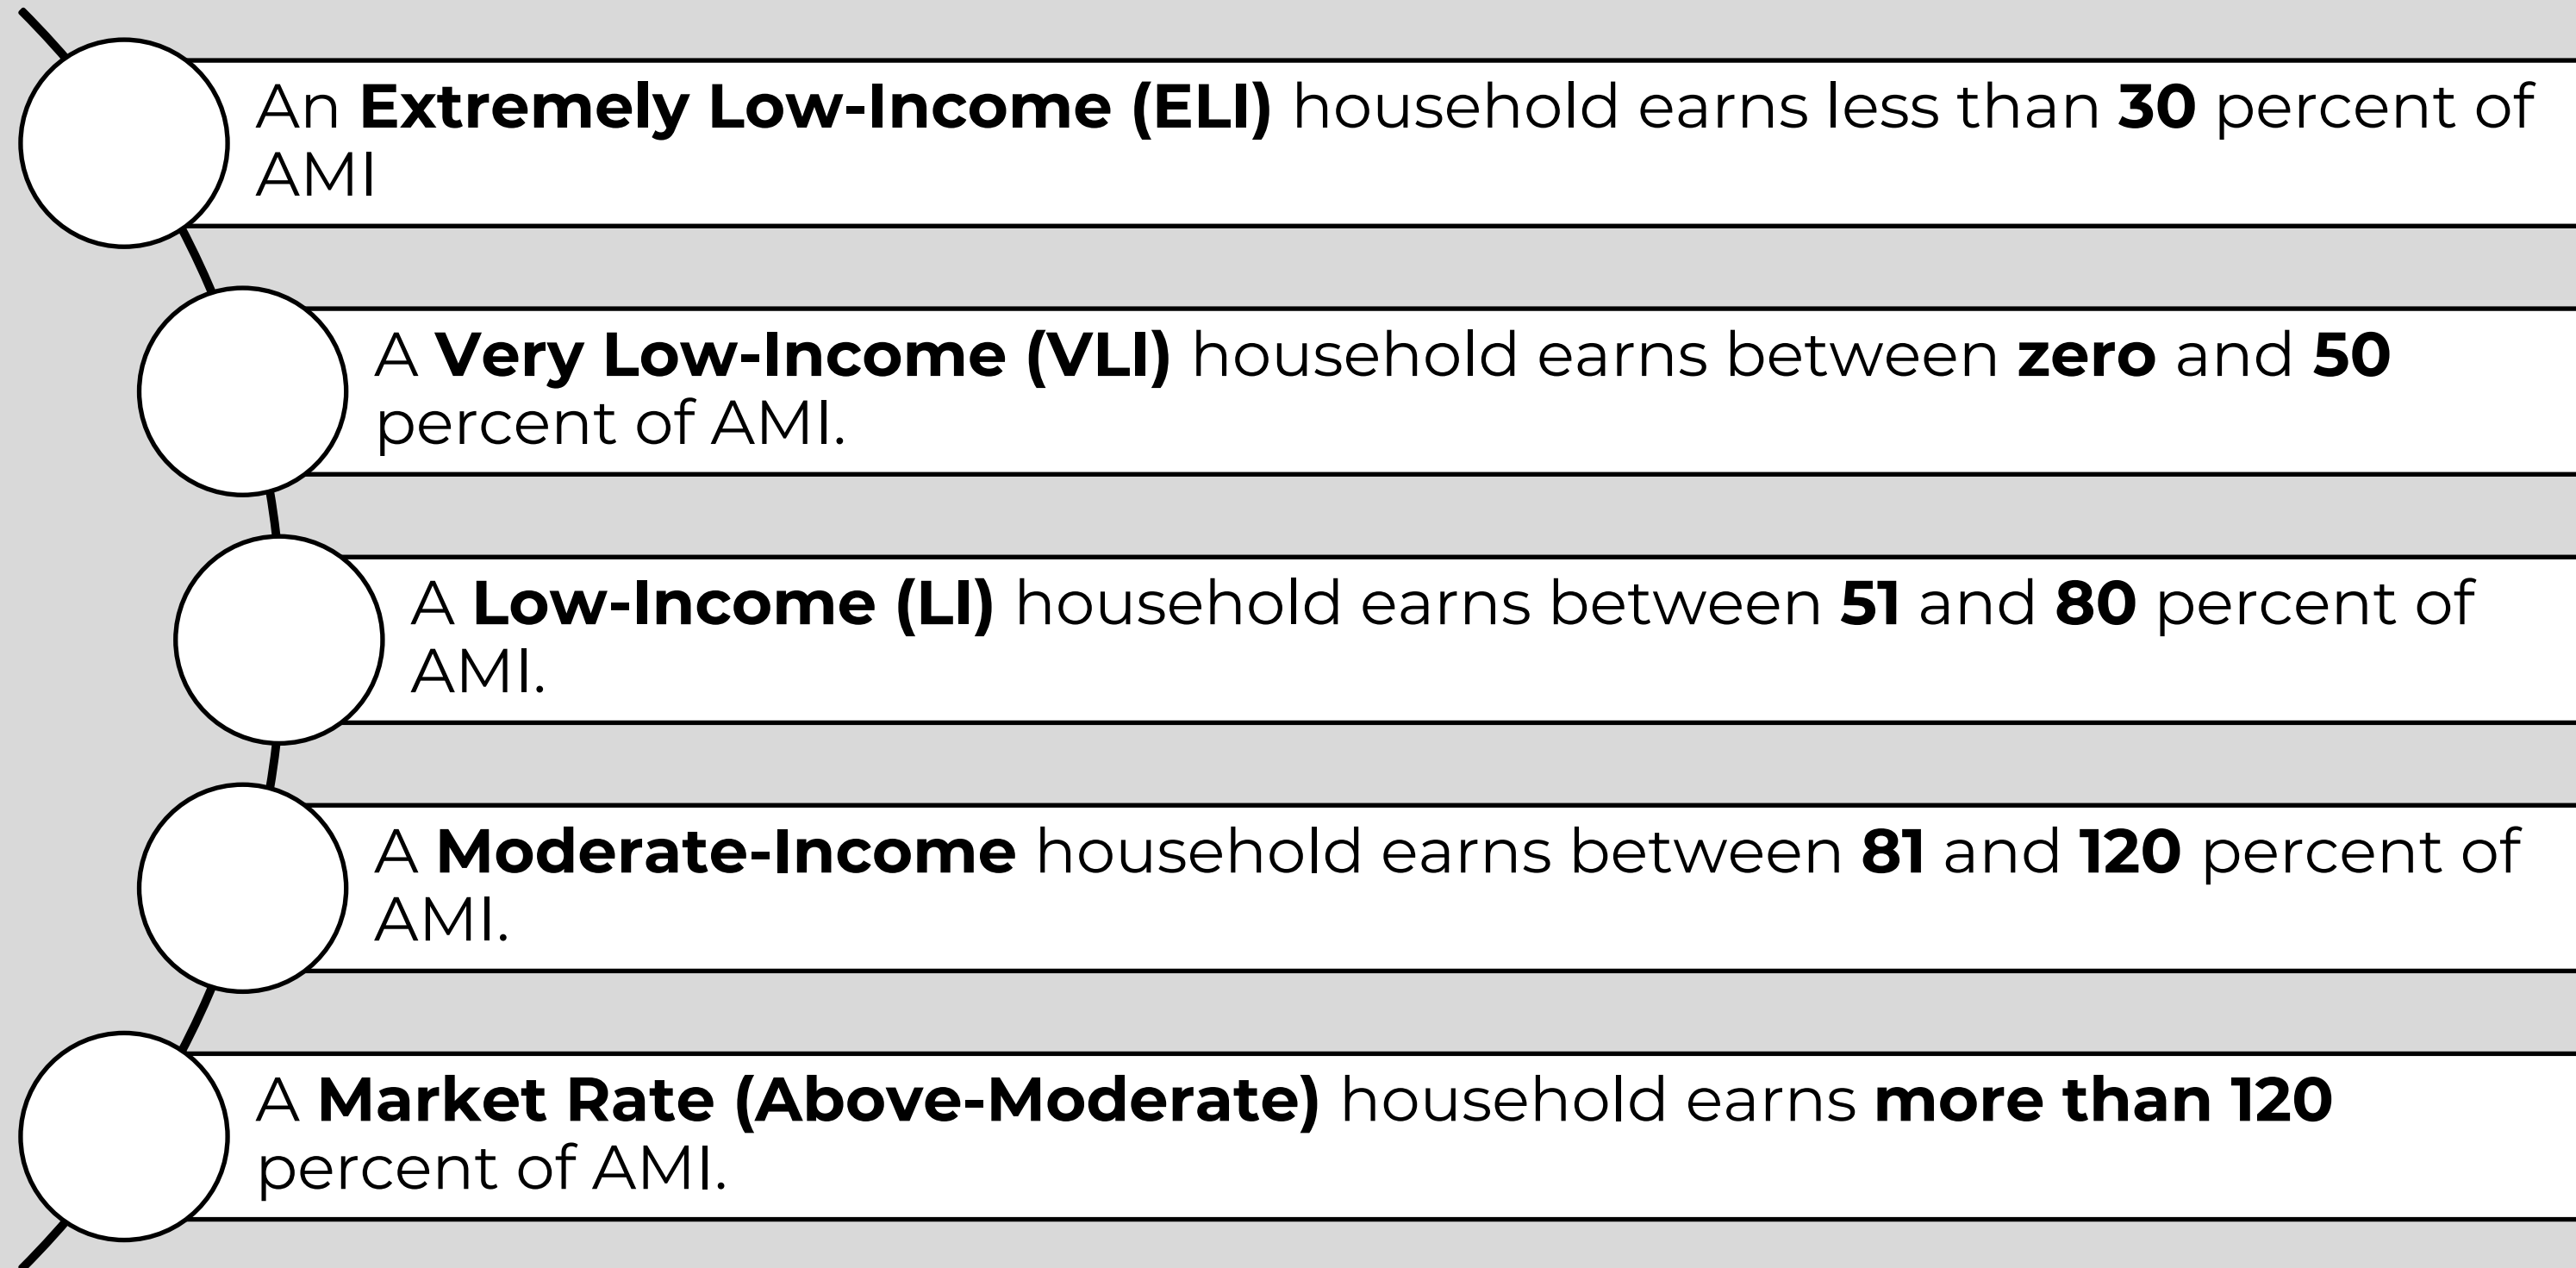 An Extremely Low-Income (ELI) household earns less than 30 percent of
AMI
A Very Low-Income (VLI) household earns between zero and 50
percent of AMI.
A Low-Income (LI) household earns between 51 and 80 percent of
AMI.
A Moderate-Income household earns between 81 and 120 percent of
AMI.
A Market Rate (Above-Moderate) household earns more than 120
percent of AMI.